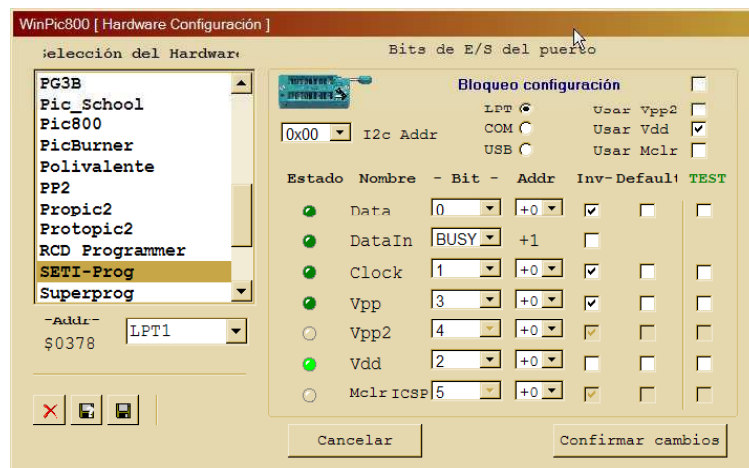 WinPic800 [ Hardware Configuración ]
Selección del Hardware
Bits de E/S del puerto
PG3B
Pic_School
Pic800
PicBurner
Polivalente
PP2
Propic2
Protopic2
RCD Programmer
SETI-Prog
Superprog
-Addr-
$0378
LPT1
Bloqueo configuración
0x00 I2c Addr
LPT Usar Vpp2
COM Usar Vdd
USB Usar Mclr
Estado Nombre - Bit - Addr Inv- Default TEST
Data 0 +0
DataIn BUSY +1
Clock 1 +0
Vpp 3 +0
Vpp2 4 +0
Vdd 2 +0
Mclr ICSP 5 +0
Cancelar
Confirmar cambios